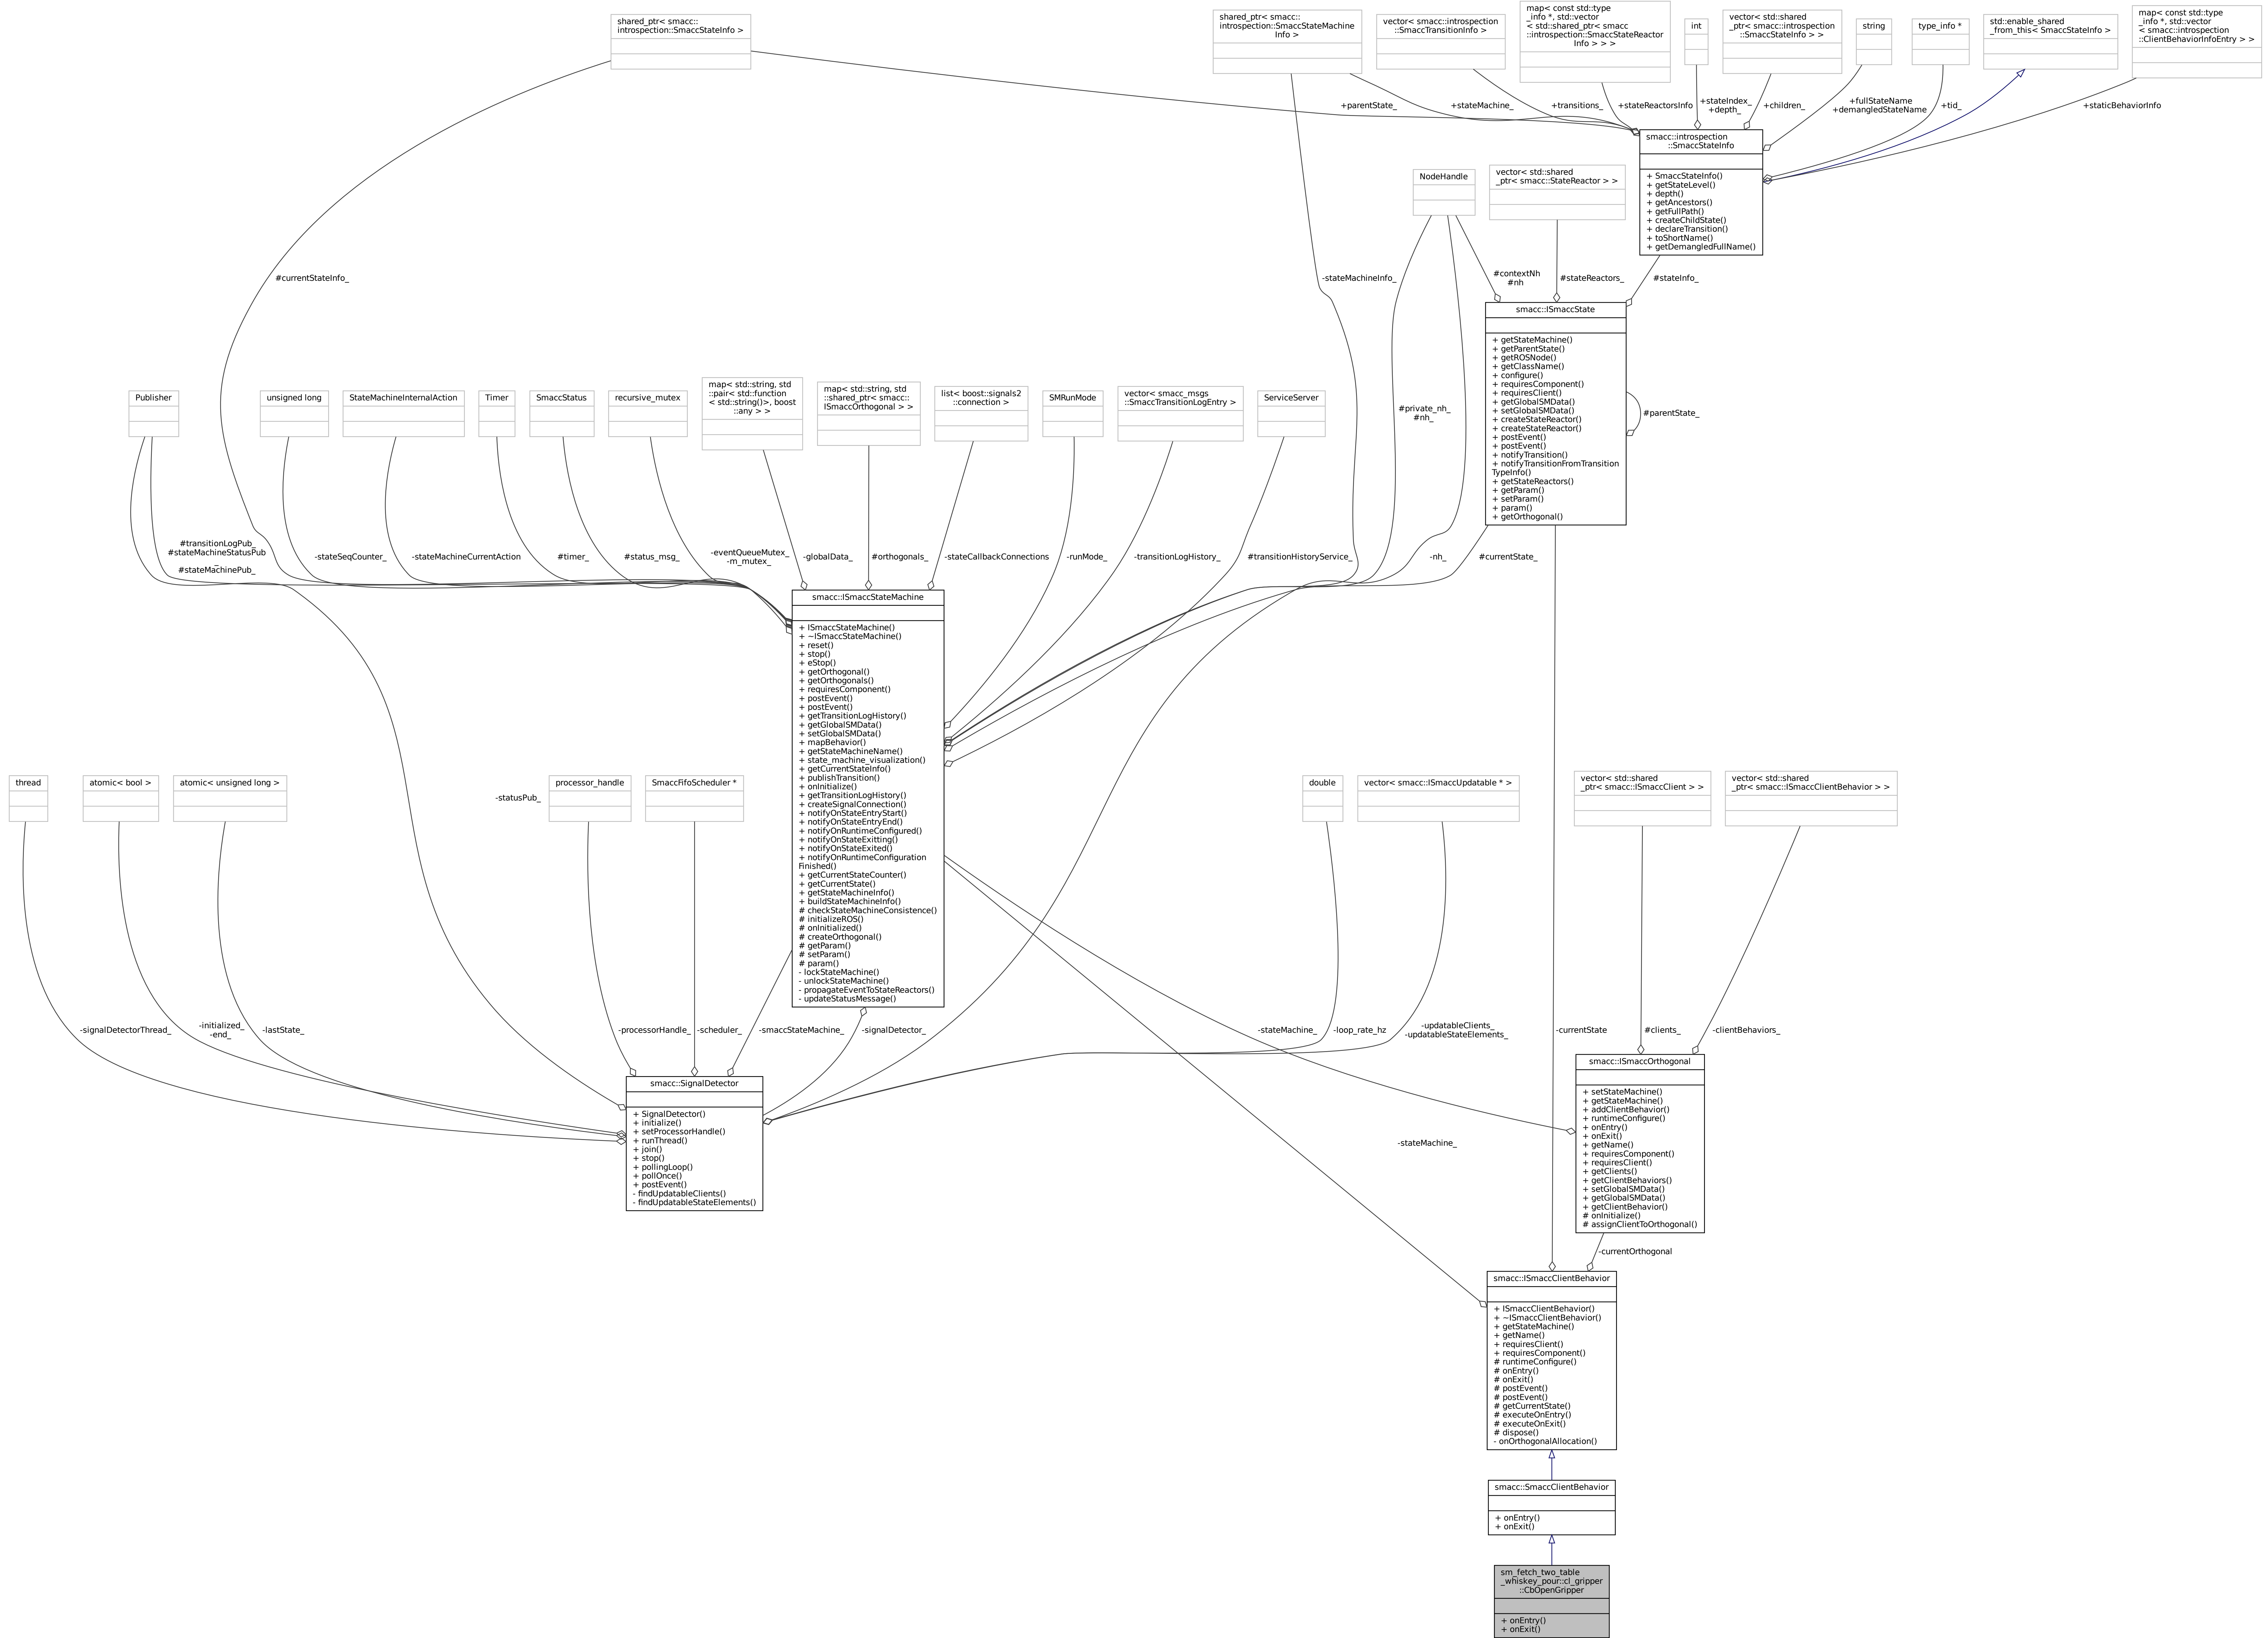 shared_ptr< smacc::
introspection::SmaccStateInfo >
shared_ptr< smacc::
introspection::SmaccStateMachine
Info >
vector< smacc::introspection
::SmaccTransitionInfo >
map< const std::type
_info *, std::vector
< std::shared_ptr< smacc
::introspection::SmaccStateReactor
Info > > >
int
vector< std::shared
_ptr< smacc::introspection
::SmaccStateInfo > >
string
type_info *
std::enable_shared
_from_this< SmaccStateInfo >
map< const std::type
_info *, std::vector
< smacc::introspection
::ClientBehaviorInfoEntry > >
+parentState_
+stateMachine_
+transitions_
+stateReactorsInfo
+stateIndex_
+depth_
+children_
+fullStateName
+demangledStateName
+tid_
+staticBehaviorInfo
smacc::introspection
::SmaccStateInfo
+ SmaccStateInfo()
+ getStateLevel()
+ depth()
+ getAncestors()
+ getFullPath()
+ createChildState()
+ declareTransition()
+ toShortName()
+ getDemangledFullName()
NodeHandle
vector< std::shared
_ptr< smacc::StateReactor > >
#currentStateInfo_
-stateMachineInfo_
#contextNh
#nh
#stateReactors_
#stateInfo_
smacc::ISmaccState
+ getStateMachine()
+ getParentState()
+ getROSNode()
+ getClassName()
+ configure()
+ requiresComponent()
+ requiresClient()
+ getGlobalSMData()
+ setGlobalSMData()
+ createStateReactor()
+ createStateReactor()
+ postEvent()
+ postEvent()
+ notifyTransition()
+ notifyTransitionFromTransition
TypeInfo()
+ getStateReactors()
+ getParam()
+ setParam()
+ param()
+ getOrthogonal()
#parentState_
#private_nh_
#nh_
Publisher
unsigned long
StateMachineInternalAction
Timer
SmaccStatus
recursive_mutex
map< std::string, std
::pair< std::function
< std::string()>, boost
::any > >
map< std::string, std
::shared_ptr< smacc::
ISmaccOrthogonal > >
list< boost::signals2
::connection >
SMRunMode
vector< smacc_msgs
::SmaccTransitionLogEntry >
ServiceServer
#transitionLogPub_
#stateMachineStatusPub
_
#stateMachinePub_
-stateSeqCounter_
-stateMachineCurrentAction
#timer_
#status_msg_
-eventQueueMutex_
-m_mutex_
-globalData_
#orthogonals_
-stateCallbackConnections
-runMode_
-transitionLogHistory_
#transitionHistoryService_
-nh_
#currentState_
smacc::ISmaccStateMachine
+ ISmaccStateMachine()
+ ~ISmaccStateMachine()
+ reset()
+ stop()
+ eStop()
+ getOrthogonal()
+ getOrthogonals()
+ requiresComponent()
+ postEvent()
+ postEvent()
+ getTransitionLogHistory()
+ getGlobalSMData()
+ setGlobalSMData()
+ mapBehavior()
+ getStateMachineName()
+ state_machine_visualization()
+ getCurrentStateInfo()
+ publishTransition()
+ onInitialize()
+ getTransitionLogHistory()
+ createSignalConnection()
+ notifyOnStateEntryStart()
+ notifyOnStateEntryEnd()
+ notifyOnRuntimeConfigured()
+ notifyOnStateExitting()
+ notifyOnStateExited()
+ notifyOnRuntimeConfiguration
Finished()
+ getCurrentStateCounter()
+ getCurrentState()
+ getStateMachineInfo()
+ buildStateMachineInfo()
# checkStateMachineConsistence()
# initializeROS()
# onInitialized()
# createOrthogonal()
# getParam()
# setParam()
# param()
- lockStateMachine()
- unlockStateMachine()
- propagateEventToStateReactors()
- updateStatusMessage()
thread
atomic< bool >
atomic< unsigned long >
-statusPub_
processor_handle
SmaccFifoScheduler *
double
vector< smacc::ISmaccUpdatable * >
vector< std::shared
_ptr< smacc::ISmaccClient > >
vector< std::shared
_ptr< smacc::ISmaccClientBehavior > >
-signalDetectorThread_
-initialized_
-end_
-lastState_
-processorHandle_
-scheduler_
-smaccStateMachine_
-signalDetector_
-stateMachine_
-loop_rate_hz
-updatableClients_
-updatableStateElements_
-currentState
#clients_
-clientBehaviors_
smacc::SignalDetector
+ SignalDetector()
+ initialize()
+ setProcessorHandle()
+ runThread()
+ join()
+ stop()
+ pollingLoop()
+ pollOnce()
+ postEvent()
- findUpdatableClients()
- findUpdatableStateElements()
smacc::ISmaccOrthogonal
+ setStateMachine()
+ getStateMachine()
+ addClientBehavior()
+ runtimeConfigure()
+ onEntry()
+ onExit()
+ getName()
+ requiresComponent()
+ requiresClient()
+ getClients()
+ getClientBehaviors()
+ setGlobalSMData()
+ getGlobalSMData()
+ getClientBehavior()
# onInitialize()
# assignClientToOrthogonal()
-stateMachine_
-currentOrthogonal
smacc::ISmaccClientBehavior
+ ISmaccClientBehavior()
+ ~ISmaccClientBehavior()
+ getStateMachine()
+ getName()
+ requiresClient()
+ requiresComponent()
# runtimeConfigure()
# onEntry()
# onExit()
# postEvent()
# postEvent()
# getCurrentState()
# executeOnEntry()
# executeOnExit()
# dispose()
- onOrthogonalAllocation()
smacc::SmaccClientBehavior
+ onEntry()
+ onExit()
sm_fetch_two_table
_whiskey_pour::cl_gripper
::CbOpenGripper
+ onEntry()
+ onExit()